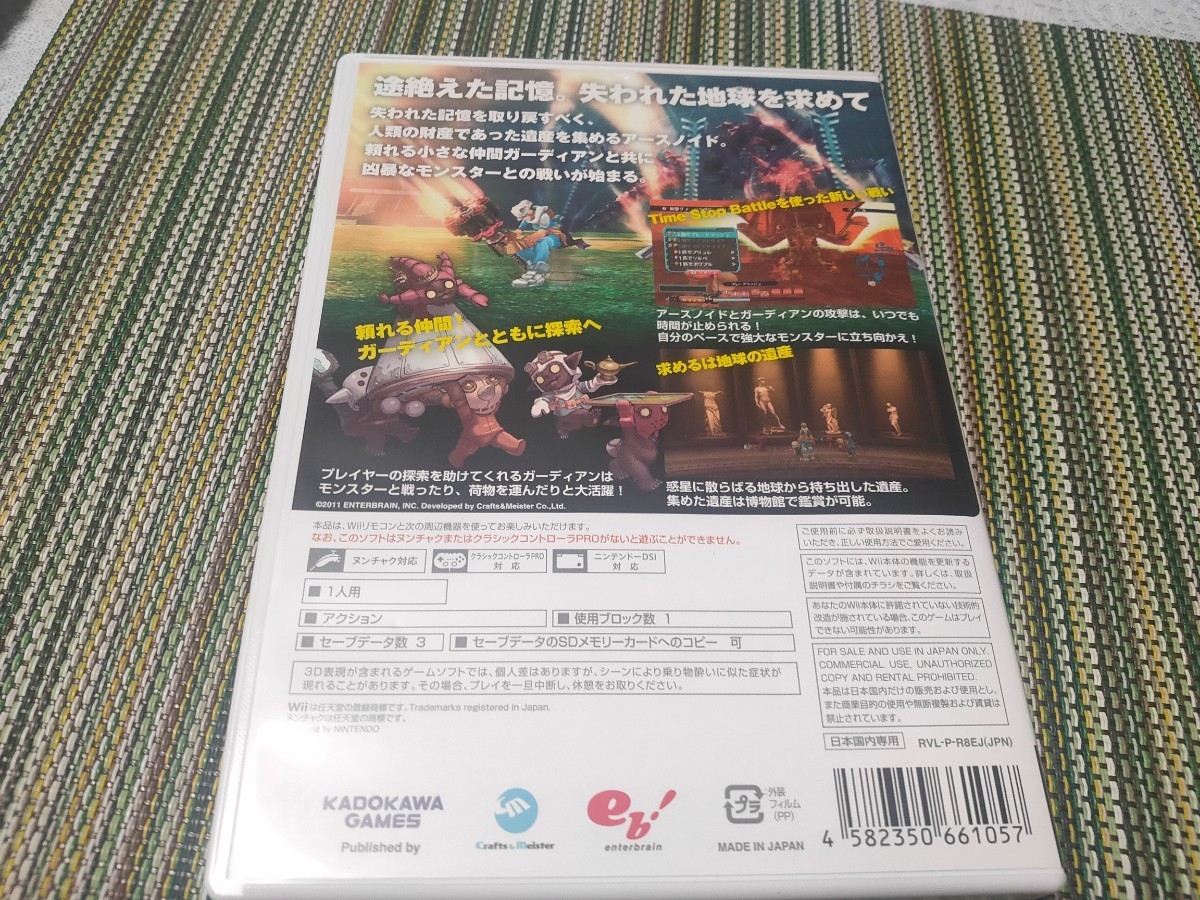 途絶えた記憶。失われた地球を求めて
失われた記憶を取り戻すべく、
人類の財産であった遺産を集めるアースノイド。
頼れる小さな仲間ガーディアンと共に
凶暴なモンスターとの戦いが始まる。
Time Stop Battleを使った新しい戦い
アースノイドとガーディアンの攻撃は、いつでも
時間が止められる!
自分のペースで強大なモンスターに立ち向かえ!
頼れる仲間!
ガーディアンとともに探索へ
求めるは地球の遺産
プレイヤーの探索を助けてくれるガーディアンは
モンスターと戦ったり、荷物を運んだりと大活躍!
惑星に散らばる地球から持ち出した遺産。
集めた遺産は博物館で鑑賞が可能。
©2011 ENTERBRAIN, INC. Developed by Crafts&Meister Co.,Ltd.
本品は、Wiiリモコンと次の周辺機器を使ってお楽しみいただけます。
なお、このソフトはヌンチャクまたはクラシックコントローラPROがないと遊ぶことができません。
ヌンチャク対応
クラシックコントローラPRO
対応
ニンテンドーDSI
対応
■ 1人用
■ アクション
■ 使用ブロック数 1
■ セーブデータ数 3
■ セーブデータのSDメモリーカードへのコピー 可
3D表現が含まれるゲームソフトでは、個人差はありますが、シーンにより乗り物酔いに似た症状が
現れることがあります。その場合、プレイを一旦中断し、休憩をお取りください。
Wiiは任天堂の登録商標です。Trademarks registered in Japan.
ヌンチャクは任天堂の商標です。
by NINTENDO
ご使用前に必ず取扱説明書をよくお読み
いただき、正しい使用方法でご愛用ください。
このソフトには、Wii本体の機能を更新する
データが含まれています。詳しくは、取扱
説明書や付属のチラシをご覧ください。
あなたのWii本体に許諾されていない技術的
改造が施されている場合、このゲームはプレイ
できない可能性があります。
FOR SALE AND USE IN JAPAN ONLY.
COMMERCIAL USE, UNAUTHORIZED
COPY AND RENTAL PROHIBITED.
本品は日本国内だけの販売および使用とし、
また商業目的の使用や無断複製および賃貸は
禁止されています。
日本国内専用
RVL-P-R8EJ(JPN)
KADOKAWA
GAMES
Published by
Crafts & Meister
eb!
enterbrain
プラ
外装
フィルム
(PP)
MADE IN JAPAN
4 582350 661057